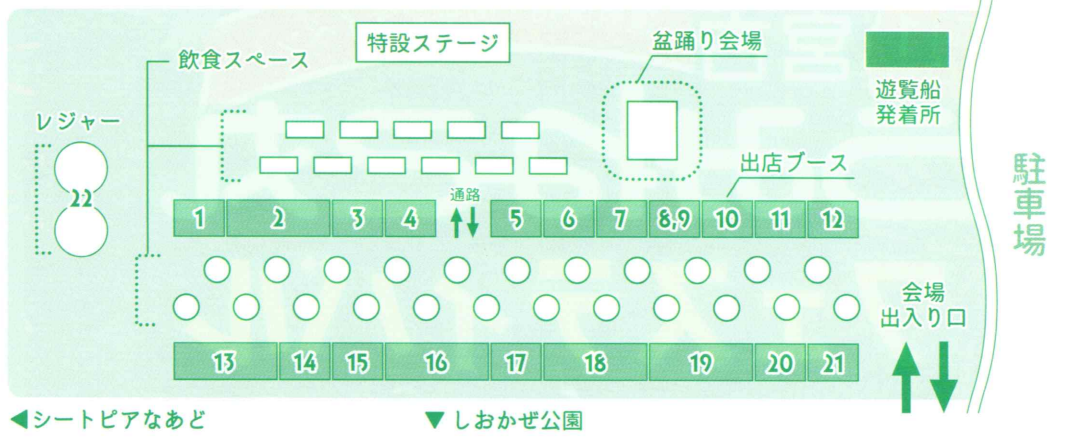 特設ステージ
盆踊り会場
飲食スペース
遊覧船
発着所
レジャー
22
出店ブース
駐車場
通路
1 2 3 4 5 6 7 8,9 10 11 12
会場
出入り口
13 14 15 16 17 18 19 20 21
◀シートピアなあど
▼しおかぜ公園